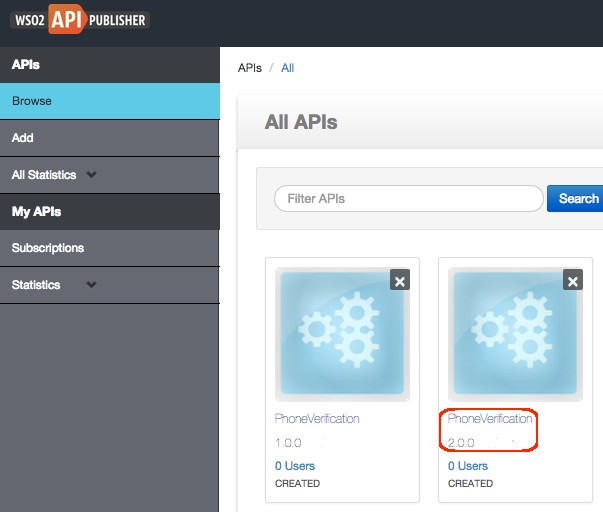 WSO2 API PUBLISHER
APIs
Browse
Add
All Statistics
My APIs
Subscriptions
Statistics
APIs / All
All APIs
Filter APIs
Search
PhoneVerification
1.0.0
0 Users
CREATED
PhoneVerification
2.0.0
0 Users
CREATED